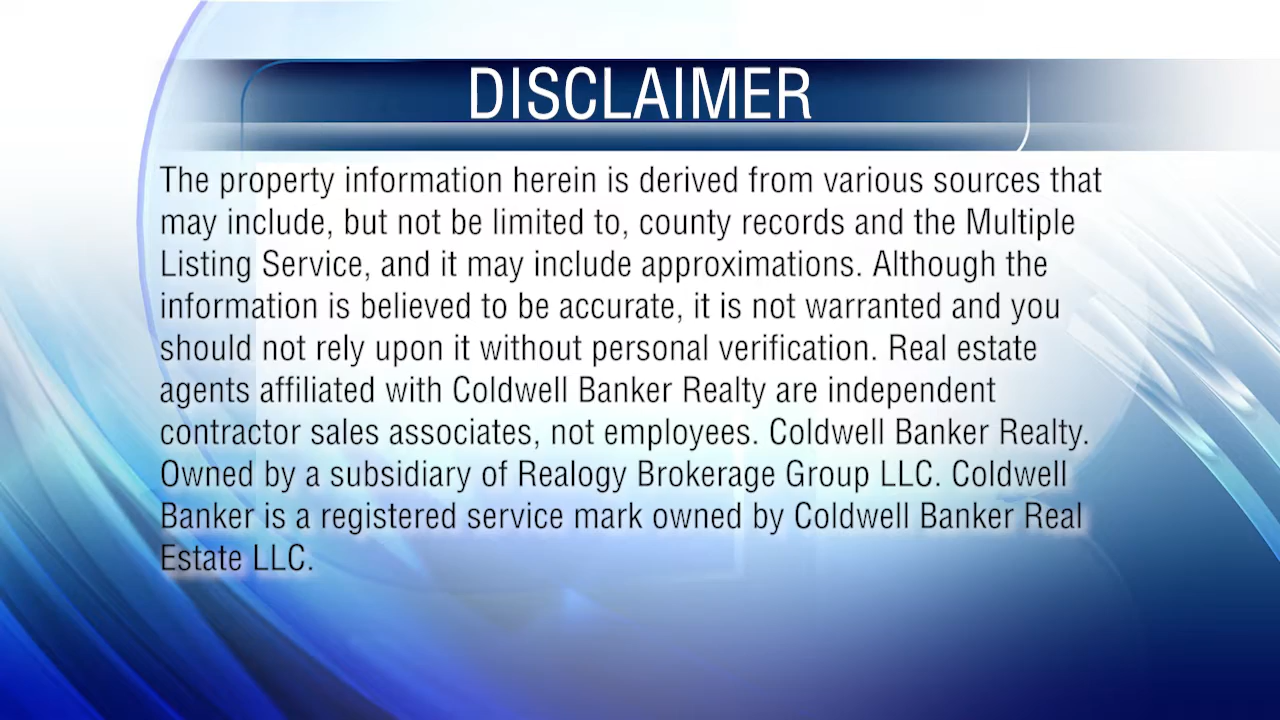 DISCLAIMER
The property information herein is derived from various sources that
may include, but not be limited to, county records and the Multiple
Listing Service, and it may include approximations. Although the
information is believed to be accurate, it is not warranted and you
should not rely upon it without personal verification. Real estate
agents affiliated with Coldwell Banker Realty are independent
contractor sales associates, not employees. Coldwell Banker Realty.
Owned by a subsidiary of Realogy Brokerage Group LLC. Coldwell
Banker is a registered service mark owned by Coldwell Banker Real
Estate LLC.